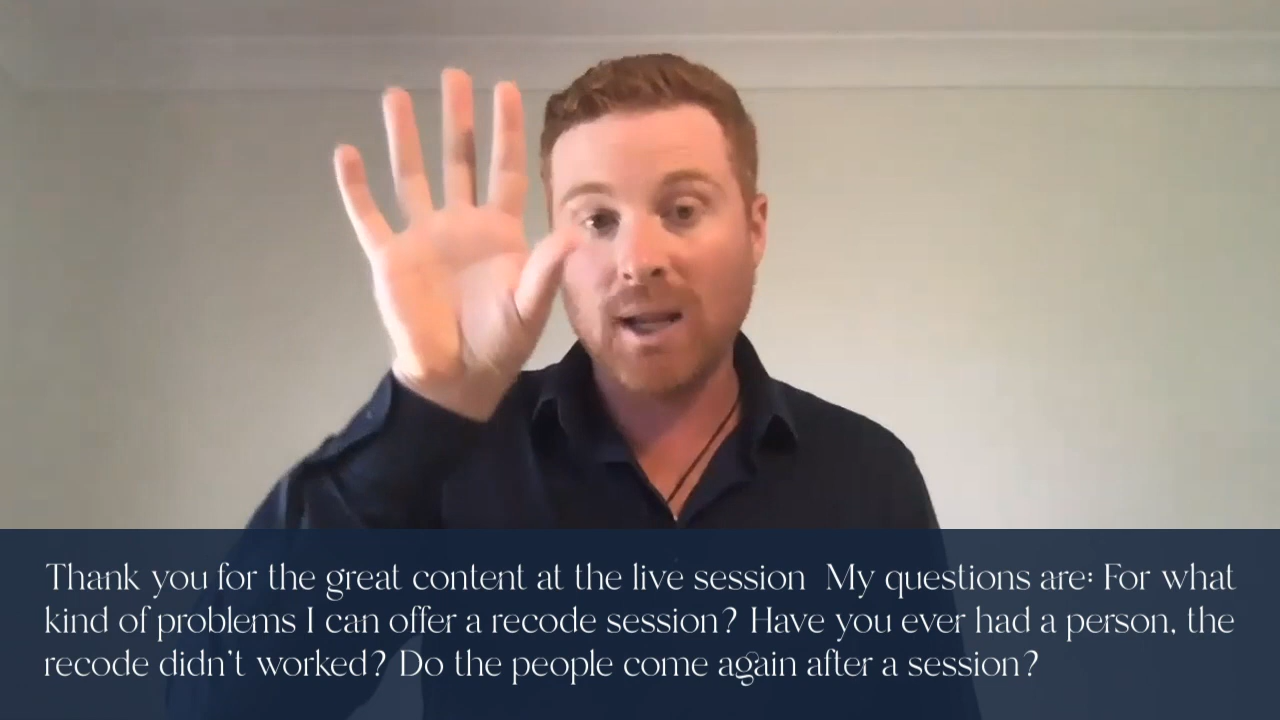 Thank you for the great content at the live session  My questions are: For what
kind of problems I can offer a recode session? Have you ever had a person, the
recode didn't worked? Do the people come again after a session?